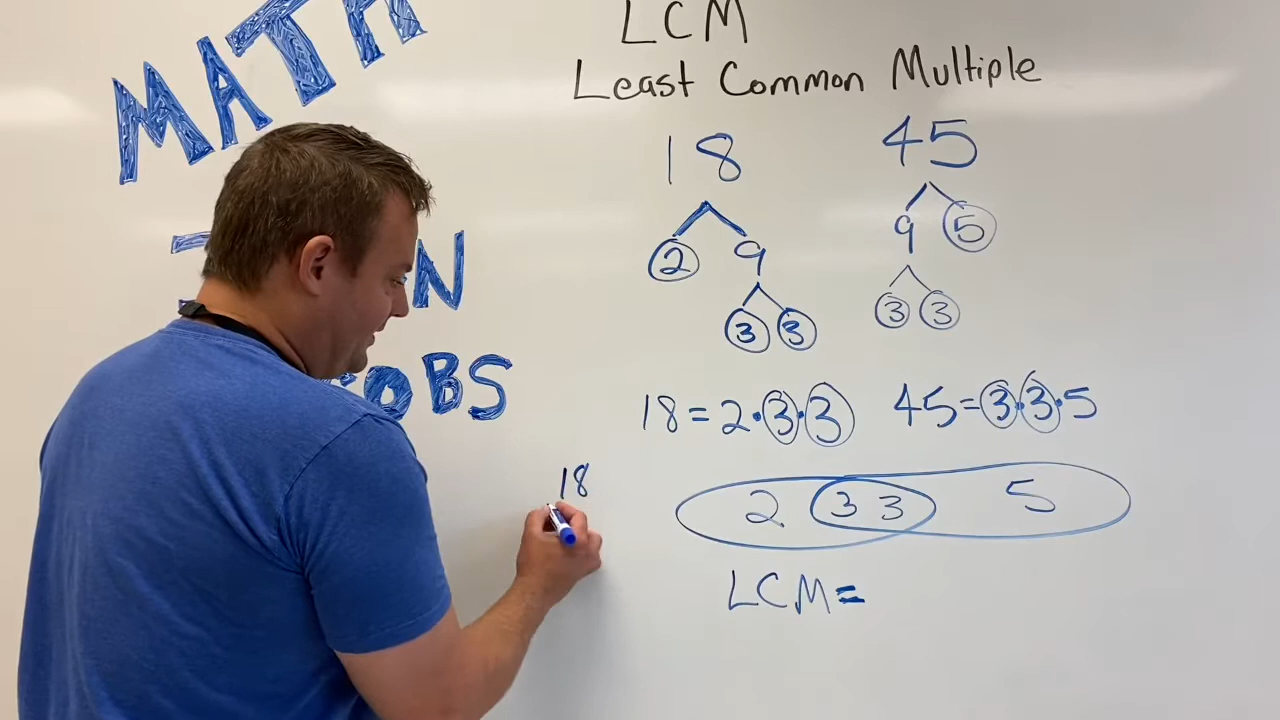 MATH
OBS
LCM
Least Common Multiple
18
45
2 9
9 5
3 3
3 3
18=2·3·3
45=3·3·5
18
2 3 3 5
LCM=